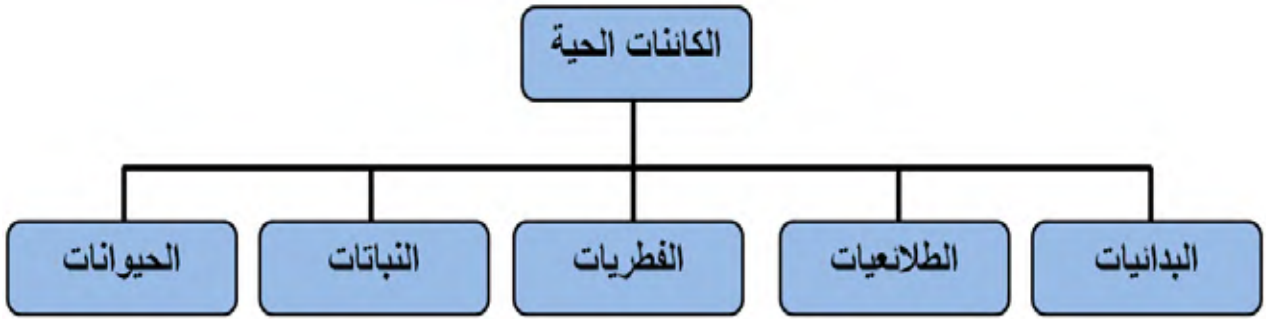 الكائنات الحية
البدائيات
الطلائعيات
الفطريات
النباتات
الحيوانات